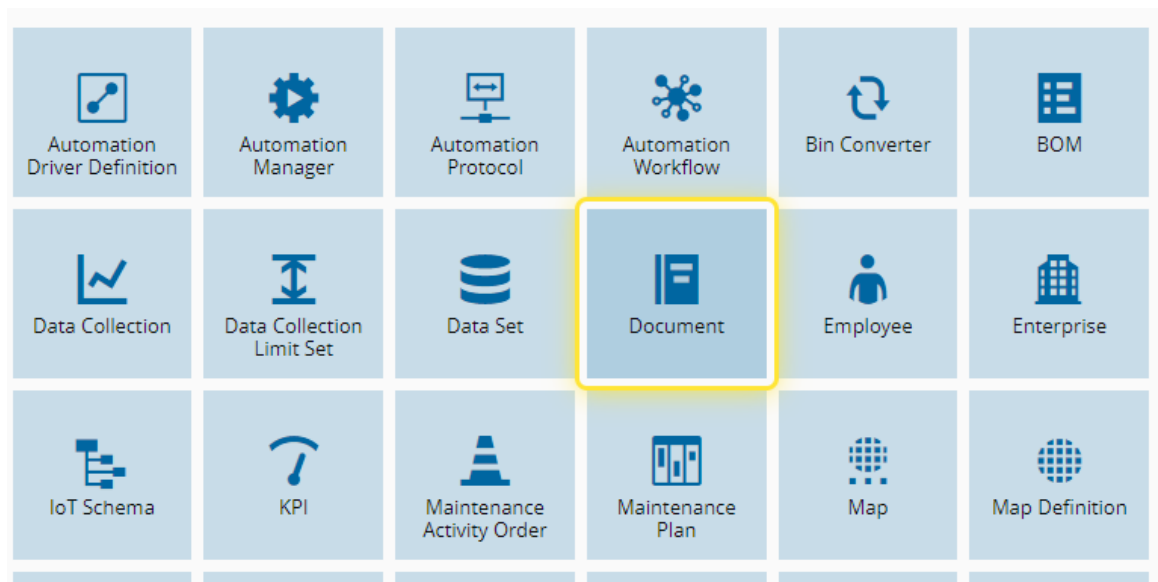 Automation
Driver Definition
Automation
Manager
Automation
Protocol
Automation
Workflow
Bin Converter
BOM
Data Collection
Data Collection
Limit Set
Data Set
Document
Employee
Enterprise
IoT Schema
KPI
Maintenance
Activity Order
Maintenance
Plan
Map
Map Definition